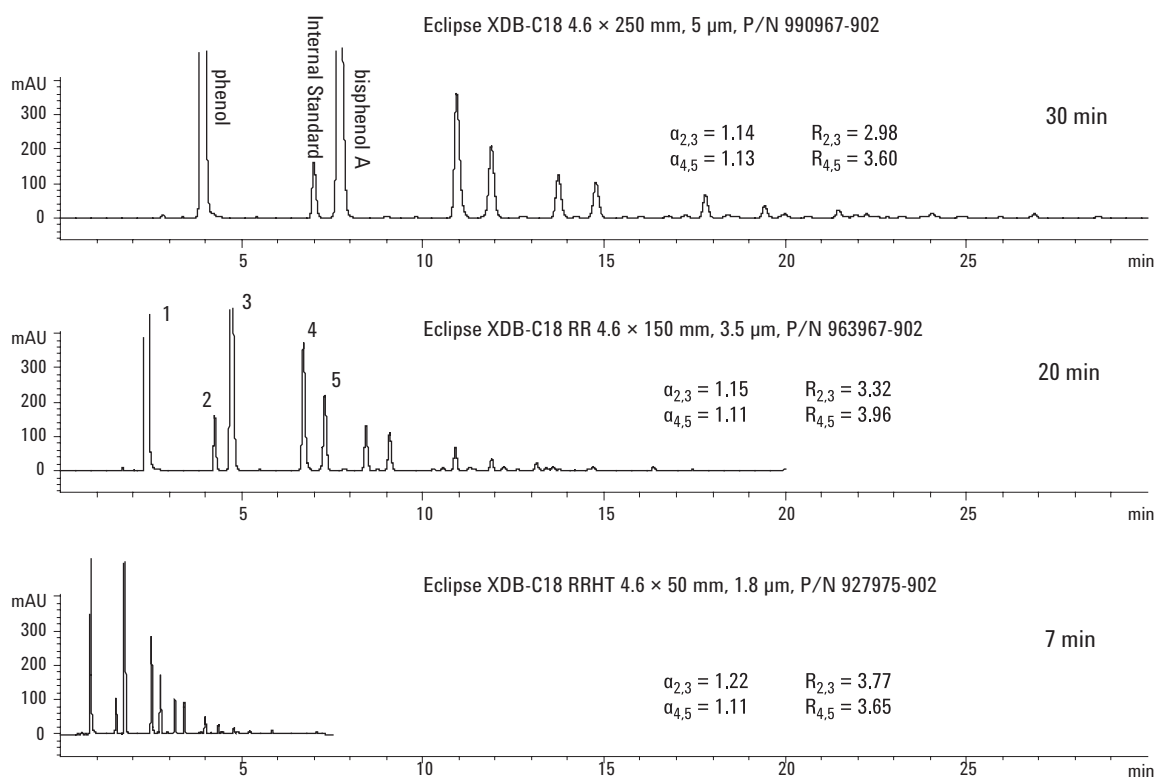 Eclipse XDB-C18 4.6 × 250 mm, 5 µm, P/N 990967-902
mAU
300
200
100
0
phenol
Internal Standard
bisphenol A
α2,3 = 1.14 R2,3 = 2.98
α4,5 = 1.13 R4,5 = 3.60
30 min
5 10 15 20 25 min
Eclipse XDB-C18 RR 4.6 × 150 mm, 3.5 µm, P/N 963967-902
mAU
300
200
100
0
1
2
3
4
5
α2,3 = 1.15 R2,3 = 3.32
α4,5 = 1.11 R4,5 = 3.96
20 min
5 10 15 20 25 min
Eclipse XDB-C18 RRHT 4.6 × 50 mm, 1.8 µm, P/N 927975-902
mAU
300
200
100
0
α2,3 = 1.22 R2,3 = 3.77
α4,5 = 1.11 R4,5 = 3.65
7 min
5 10 15 20 25 min